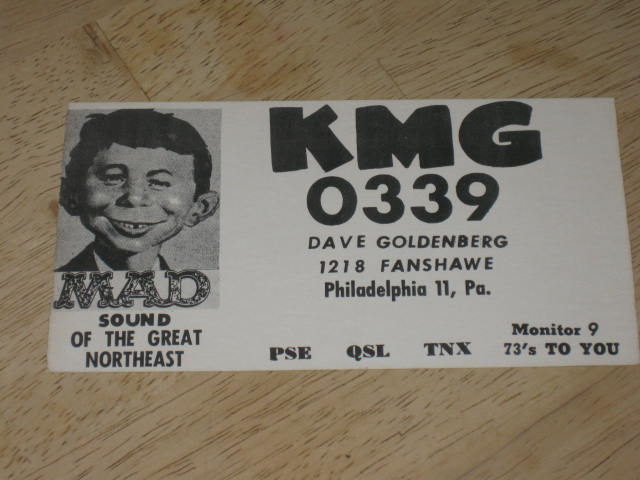 KMG
0339
DAVE GOLDENBERG
1218 FANSHAWE
Philadelphia 11, Pa.
MAD
SOUND
OF THE GREAT
NORTHEAST
PSE QSL TNX
Monitor 9
73's TO YOU